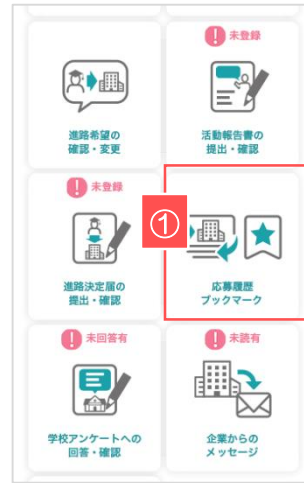 進路希望の
確認・変更
! 未登録
活動報告書の
提出・確認
! 未登録
進路決定届の
提出・確認
①
応募履歴
ブックマーク
! 未回答有
学校アンケートへの
回答・確認
! 未読有
企業からの
メッセージ